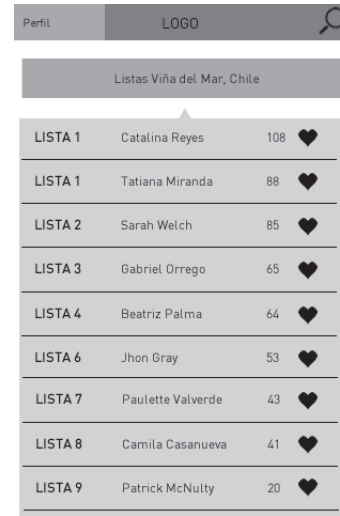 Perfil LOGO
Listas Viña del Mar, Chile
LISTA 1 Catalina Reyes 108
LISTA 1 Tatiana Miranda 88
LISTA 2 Sarah Welch 85
LISTA 3 Gabriel Orrego 65
LISTA 4 Beatriz Palma 64
LISTA 6 Jhon Gray 53
LISTA 7 Paulette Valverde 43
LISTA 8 Camila Casanueva 41
LISTA 9 Patrick McNulty 20